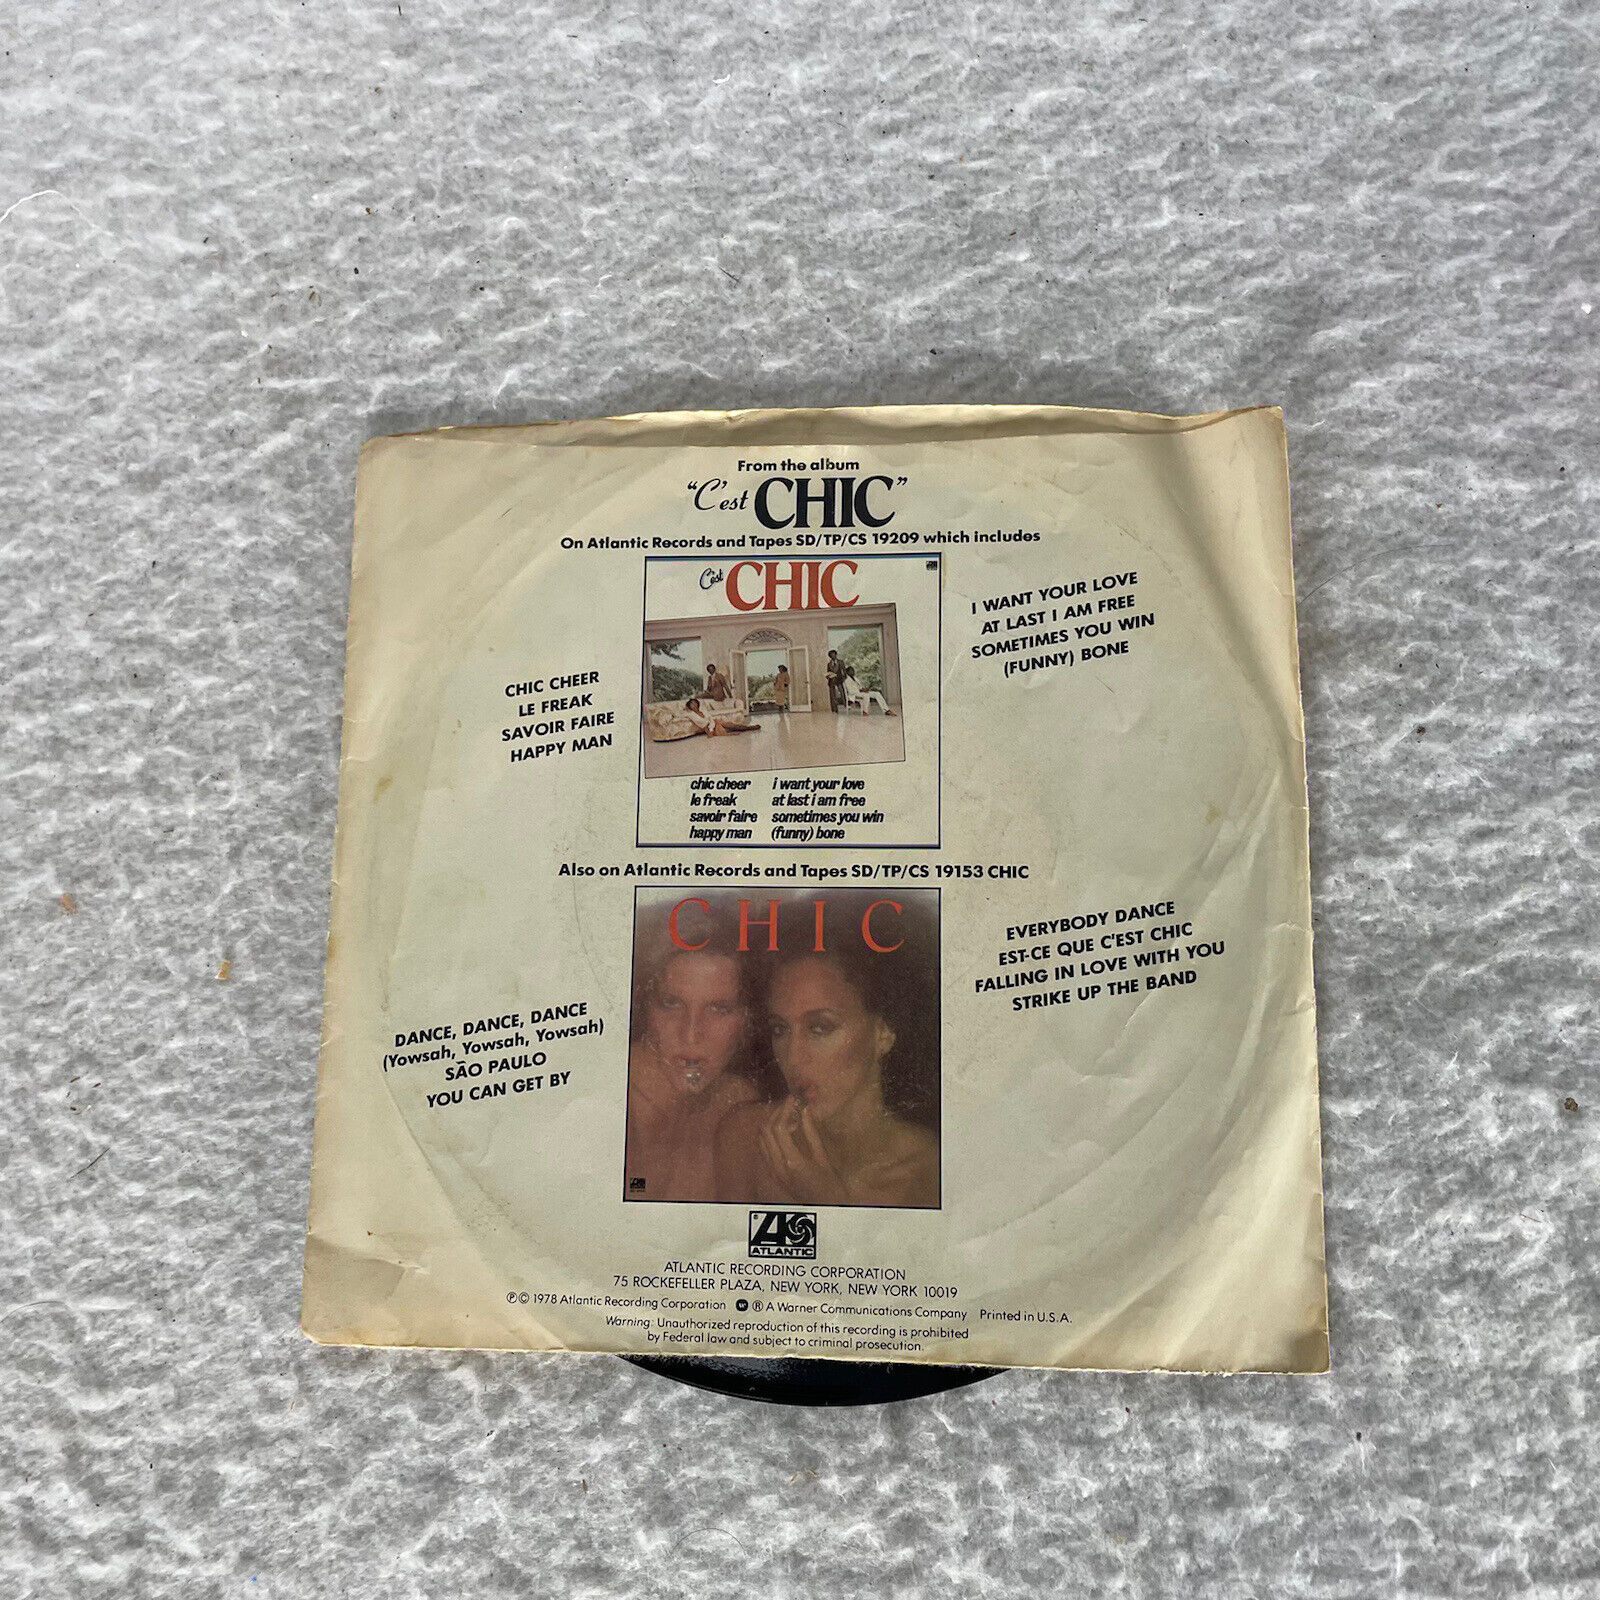 From the album
"C'est CHIC"
On Atlantic Records and Tapes SD/TP/CS 19209 which includes
C'est CHIC
I WANT YOUR LOVE
AT LAST I AM FREE
SOMETIMES YOU WIN
(FUNNY) BONE
CHIC CHEER
LE FREAK
SAVOIR FAIRE
HAPPY MAN
chic cheer i want your love
le freak at last i am free
savoir faire sometimes you win
happy man (funny) bone
Also on Atlantic Records and Tapes SD/TP/CS 19153 CHIC
CHIC
EVERYBODY DANCE
EST-CE QUE C'EST CHIC
FALLING IN LOVE WITH YOU
STRIKE UP THE BAND
DANCE, DANCE, DANCE
(Yowsah, Yowsah, Yowsah)
SÃO PAULO
YOU CAN GET BY
ATLANTIC
ATLANTIC RECORDING CORPORATION
75 ROCKEFELLER PLAZA, NEW YORK, NEW YORK 10019
℗© 1978 Atlantic Recording Corporation ® A Warner Communications Company Printed in U.S.A.
Warning: Unauthorized reproduction of this recording is prohibited
by Federal law and subject to criminal prosecution.